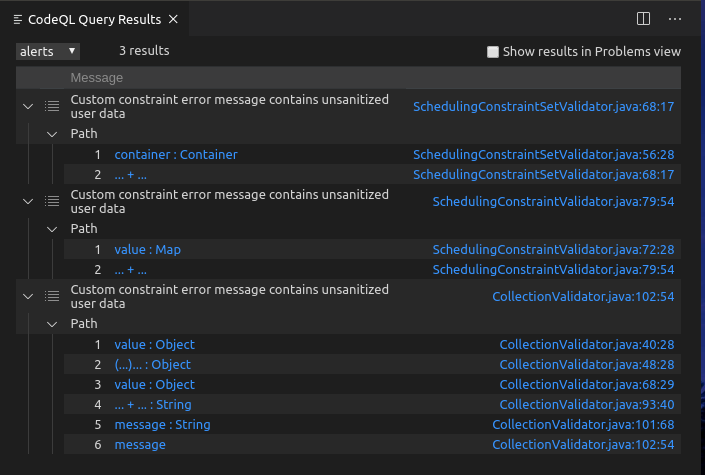 CodeQL Query Results
alerts 3 results Show results in Problems view
Message
Custom constraint error message contains unsanitized user data SchedulingConstraintSetValidator.java:68:17
Path
1 container : Container SchedulingConstraintSetValidator.java:56:28
2 ... + ... SchedulingConstraintSetValidator.java:68:17
Custom constraint error message contains unsanitized user data SchedulingConstraintValidator.java:79:54
Path
1 value : Map SchedulingConstraintValidator.java:72:28
2 ... + ... SchedulingConstraintValidator.java:79:54
Custom constraint error message contains unsanitized user data CollectionValidator.java:102:54
Path
1 value : Object CollectionValidator.java:40:28
2 (...)... : Object CollectionValidator.java:48:28
3 value : Object CollectionValidator.java:68:29
4 ... + ... : String CollectionValidator.java:93:40
5 message : String CollectionValidator.java:101:68
6 message CollectionValidator.java:102:54